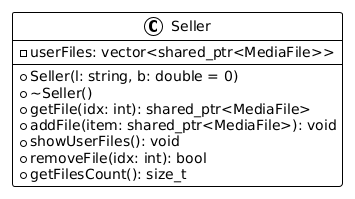 C Seller
userFiles: vector<shared_ptr<MediaFile>>
Seller(l: string, b: double = 0)
~Seller()
getFile(idx: int): shared_ptr<MediaFile>
addFile(item: shared_ptr<MediaFile>): void
showUserFiles(): void
removeFile(idx: int): bool
getFilesCount(): size_t